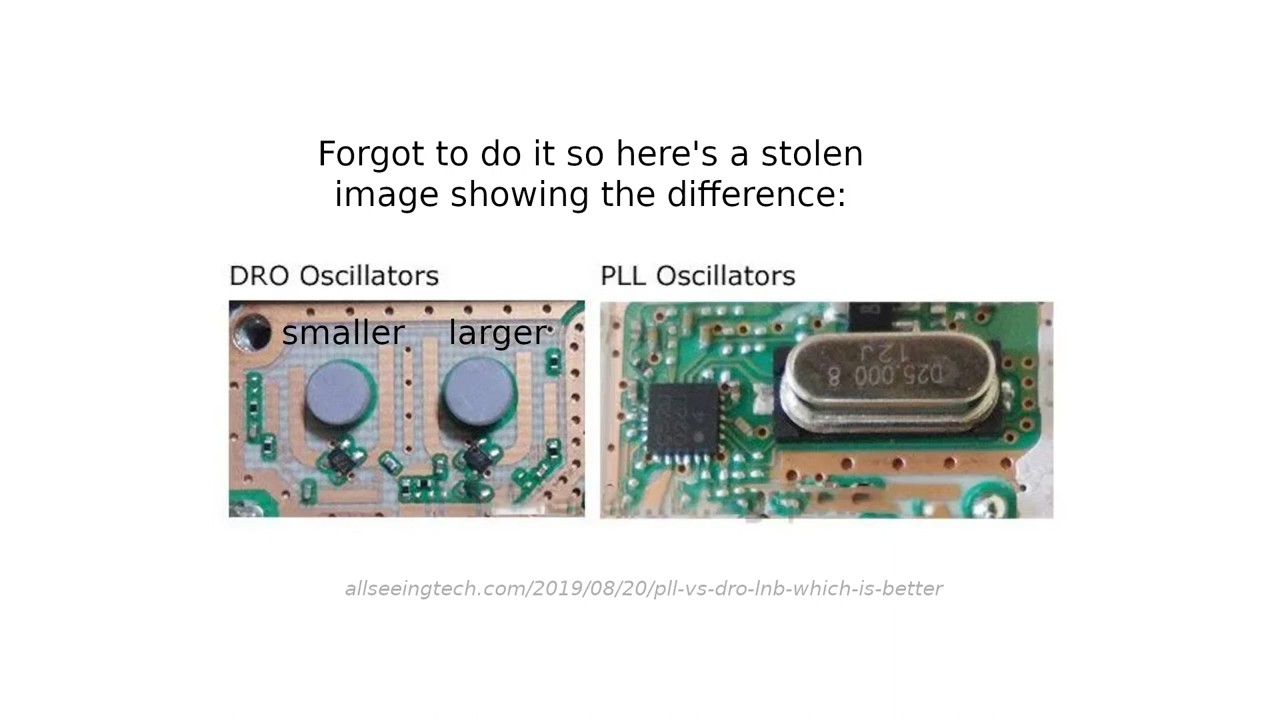 Forgot to do it so here's a stolen
image showing the difference:
DRO Oscillators
PLL Oscillators
smaller
larger
12J
D25.000 8
allseeingtech.com/2019/08/20/pll-vs-dro-lnb-which-is-better